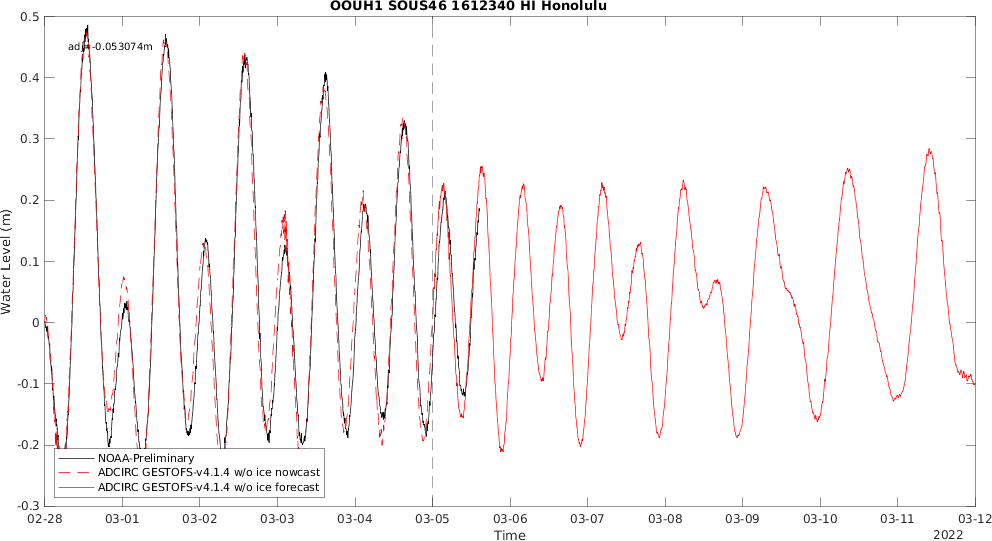 OOUH1 SOUS46 1612340 HI Honolulu
0.5
adj=-0.053074m
0.4
0.3
0.2
0.1
0
-0.1
-0.2
-0.3
Water Level (m)
NOAA-Preliminary
ADCIRC GESTOFS-v4.1.4 w/o ice nowcast
ADCIRC GESTOFS-v4.1.4 w/o ice forecast
02-28 03-01 03-02 03-03 03-04 03-05 03-06 03-07 03-08 03-09 03-10 03-11 03-12
Time
2022